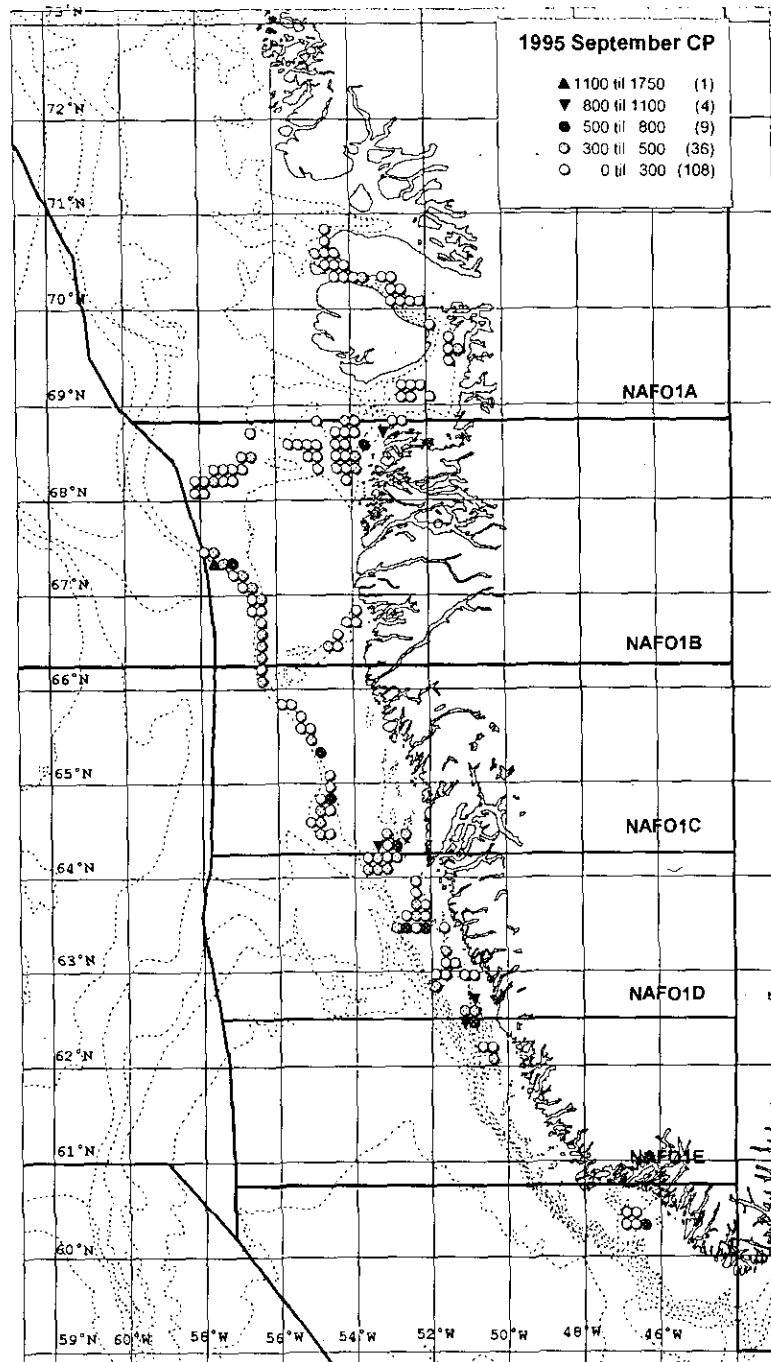 73°N
1995 September CP
▲ 1100 til 1750 (1)
▼ 800 til 1100 (4)
● 500 til 800 (9)
○ 300 til 500 (36)
○ 0 til 300 (108)
72°N
71°N
70°N
69°N
NAFO1A
68°N
67°N
NAFO1B
66°N
65°N
NAFO1C
64°N
63°N
NAFO1D
62°N
61°N
NAFO1E
60°N
59°N 60°W 56°W 56°W 54°W 52°W 50°W 48°W 46°W